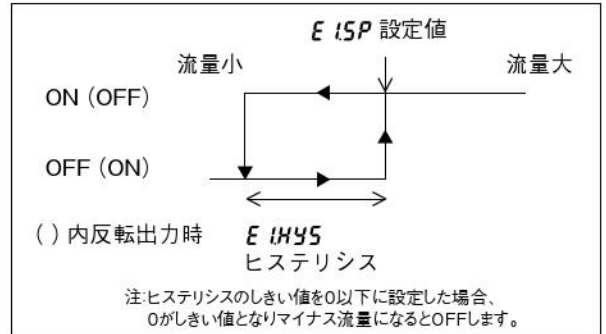 E1.SP 設定値
流量小 流量大
ON (OFF)
OFF (ON)
( ) 内反転出力時 E1.HYS
ヒステリシス
注:ヒステリシスのしきい値を0以下に設定した場合、
0がしきい値となりマイナス流量になるとOFFします。